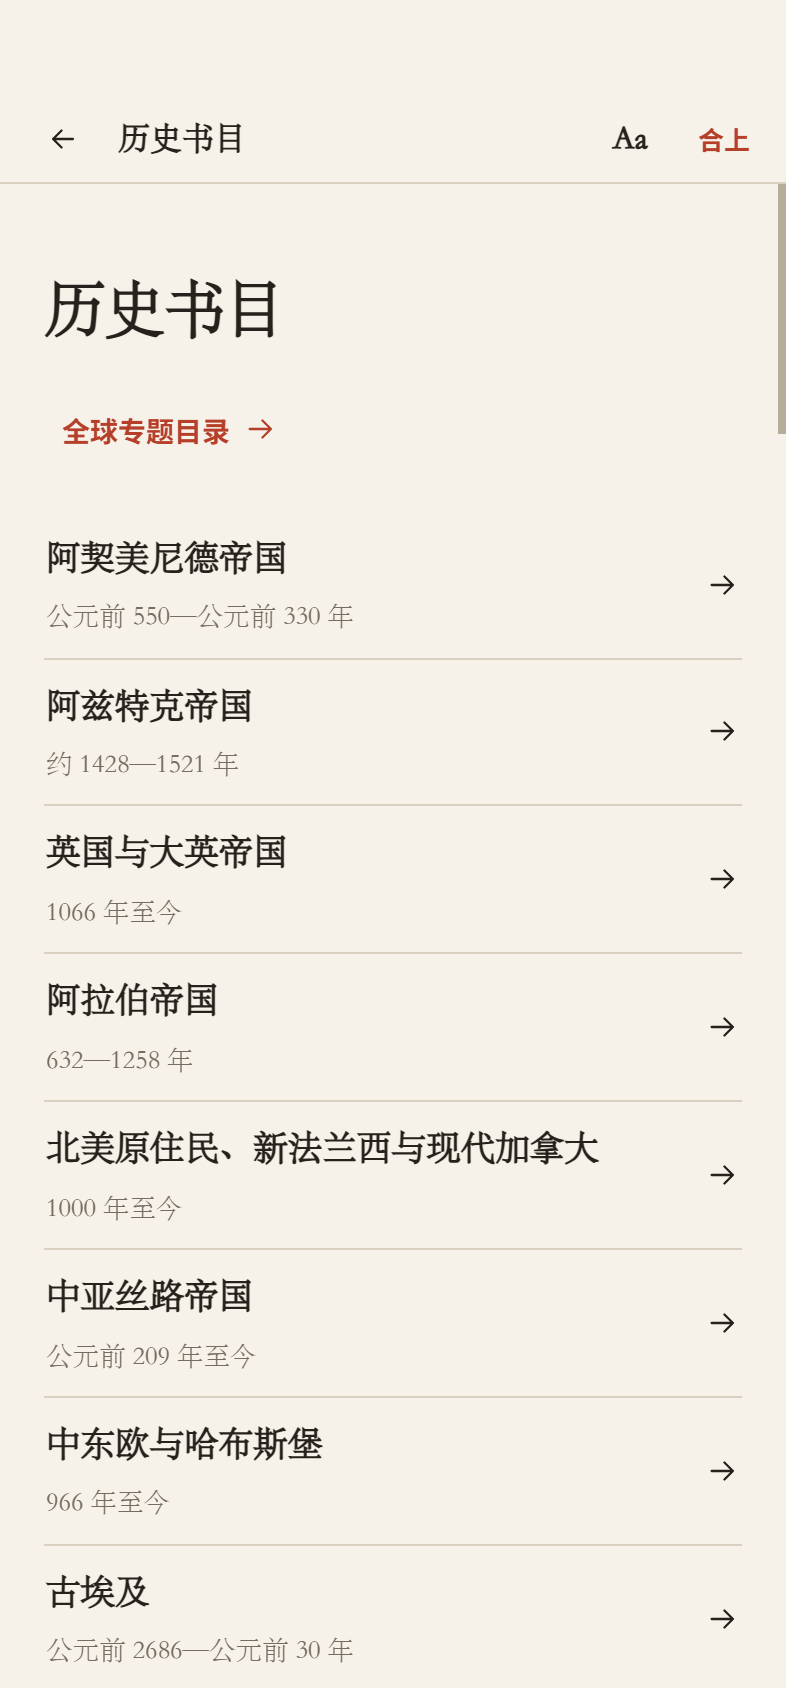 历史书目
Aa
合上
历史书目
全球专题目录
阿契美尼德帝国
公元前 550—公元前 330 年
阿兹特克帝国
约 1428—1521 年
英国与大英帝国
1066 年至今
阿拉伯帝国
632—1258 年
北美原住民、新法兰西与现代加拿大
1000 年至今
中亚丝路帝国
公元前 209 年至今
中东欧与哈布斯堡
966 年至今
古埃及
公元前 2686—公元前 30 年